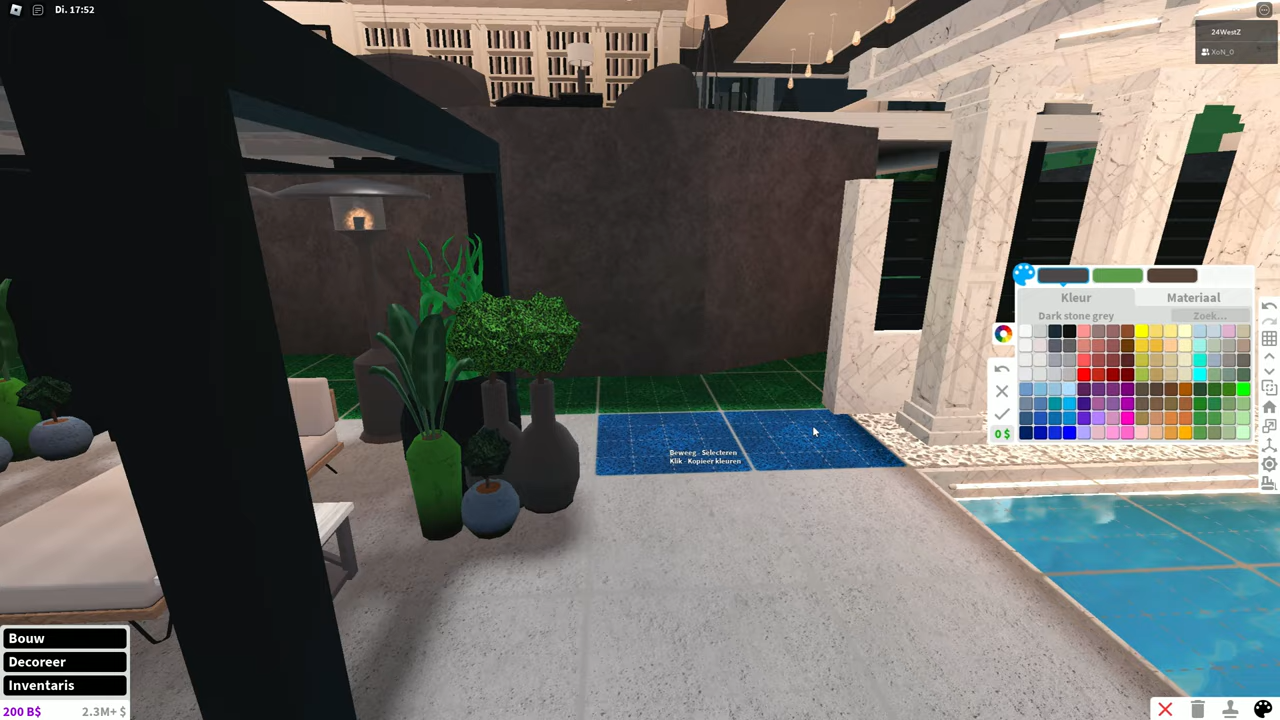 Di. 17:52
24WestZ
XoN_0
Kleur
Materiaal
Dark stone grey
Zoek...
0 $
Beweeg - Selecteren
Klik - Kopieer kleuren
Bouw
Decoreer
Inventaris
200 B$
2.3M+ $